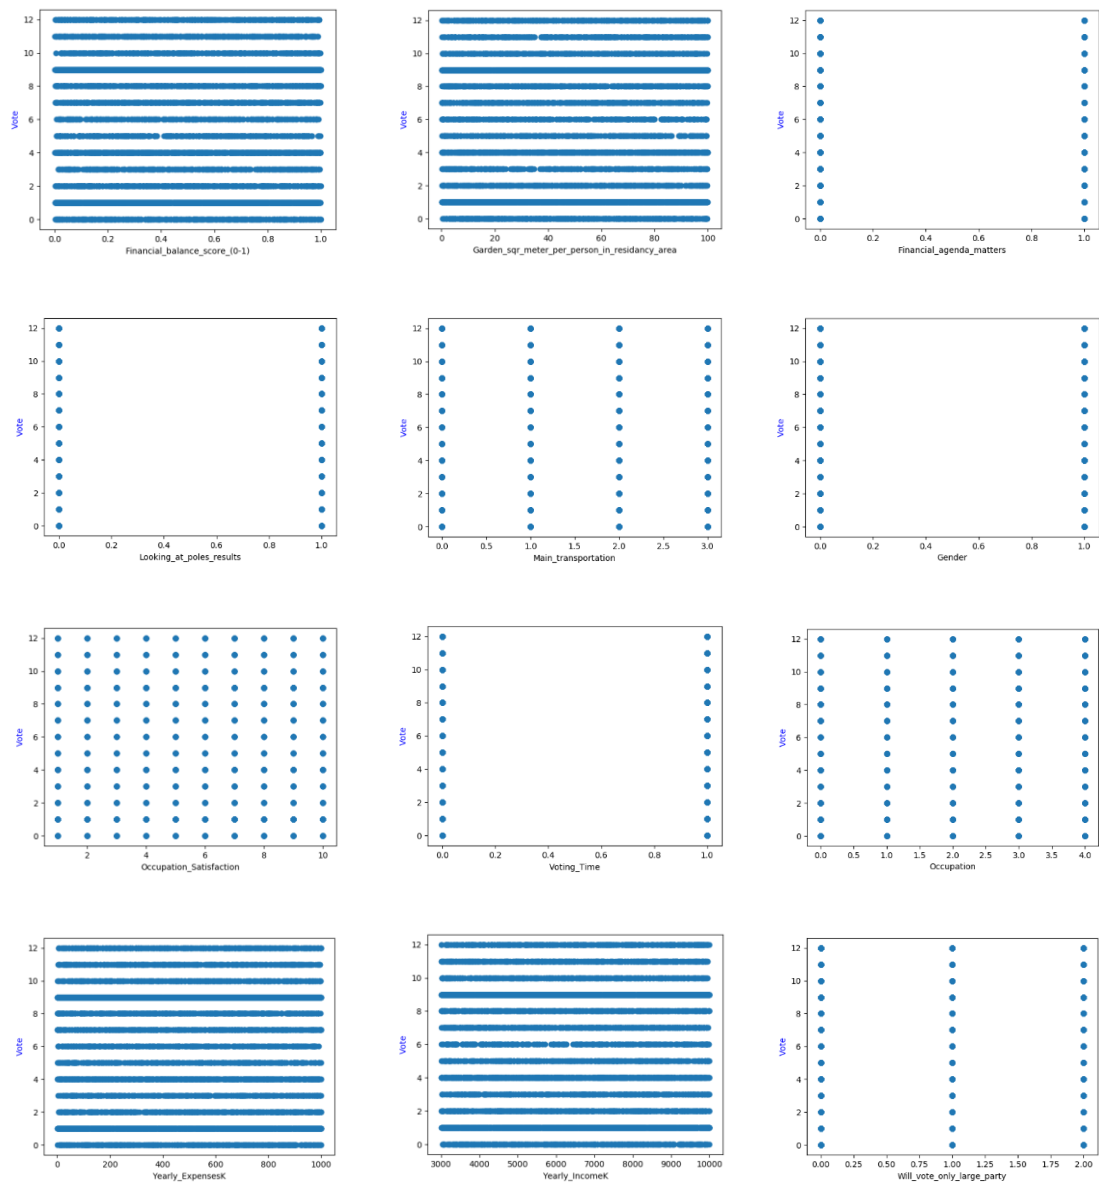 12
10
8
6
4
2
0
Vote
0.0 0.2 0.4 0.6 0.8 1.0
Financial_balance_score_(0-1)
12
10
8
6
4
2
0
Vote
0 20 40 60 80 100
Garden_sqr_meter_per_person_in_residancy_area
12
10
8
6
4
2
0
Vote
0.0 0.2 0.4 0.6 0.8 1.0
Financial_agenda_matters
12
10
8
6
4
2
0
Vote
0.0 0.2 0.4 0.6 0.8 1.0
Looking_at_poles_results
12
10
8
6
4
2
0
Vote
0.0 0.5 1.0 1.5 2.0 2.5 3.0
Main_transportation
12
10
8
6
4
2
0
Vote
0.0 0.2 0.4 0.6 0.8 1.0
Gender
12
10
8
6
4
2
0
Vote
2 4 6 8 10
Occupation_Satisfaction
12
10
8
6
4
2
0
Vote
0.0 0.2 0.4 0.6 0.8 1.0
Voting_Time
12
10
8
6
4
2
0
Vote
0.0 0.5 1.0 1.5 2.0 2.5 3.0 3.5 4.0
Occupation
12
10
8
6
4
2
0
Vote
0 200 400 600 800 1000
Yearly_ExpensesK
12
10
8
6
4
2
0
Vote
3000 4000 5000 6000 7000 8000 9000 10000
Yearly_IncomeK
12
10
8
6
4
2
0
Vote
0.00 0.25 0.50 0.75 1.00 1.25 1.50 1.75 2.00
Will_vote_only_large_party